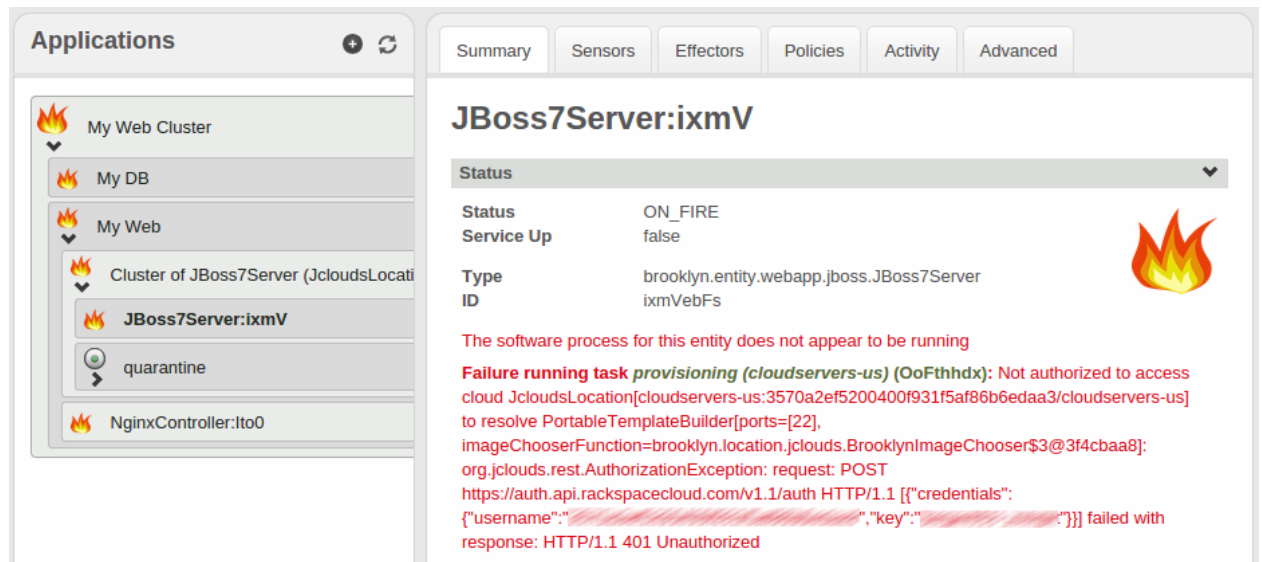 Applications
My Web Cluster
My DB
My Web
Cluster of JBoss7Server (JcloudsLocati
JBoss7Server:ixmV
quarantine
NginxController:Ito0
Summary Sensors Effectors Policies Activity Advanced
JBoss7Server:ixmV
Status
Status ON_FIRE
Service Up false
Type brooklyn.entity.webapp.jboss.JBoss7Server
ID ixmVebFs
The software process for this entity does not appear to be running
Failure running task provisioning (cloudservers-us) (OoFthhdx): Not authorized to access
cloud JcloudsLocation[cloudservers-us:3570a2ef5200400f931f5af86b6edaa3/cloudservers-us]
to resolve PortableTemplateBuilder[ports=[22],
imageChooserFunction=brooklyn.location.jclouds.BrooklynImageChooser$3@3f4cbaa8]:
org.jclouds.rest.AuthorizationException: request: POST
https://auth.api.rackspacecloud.com/v1.1/auth HTTP/1.1 [{"credentials":
{"username":"","key":""}}] failed with
response: HTTP/1.1 401 Unauthorized